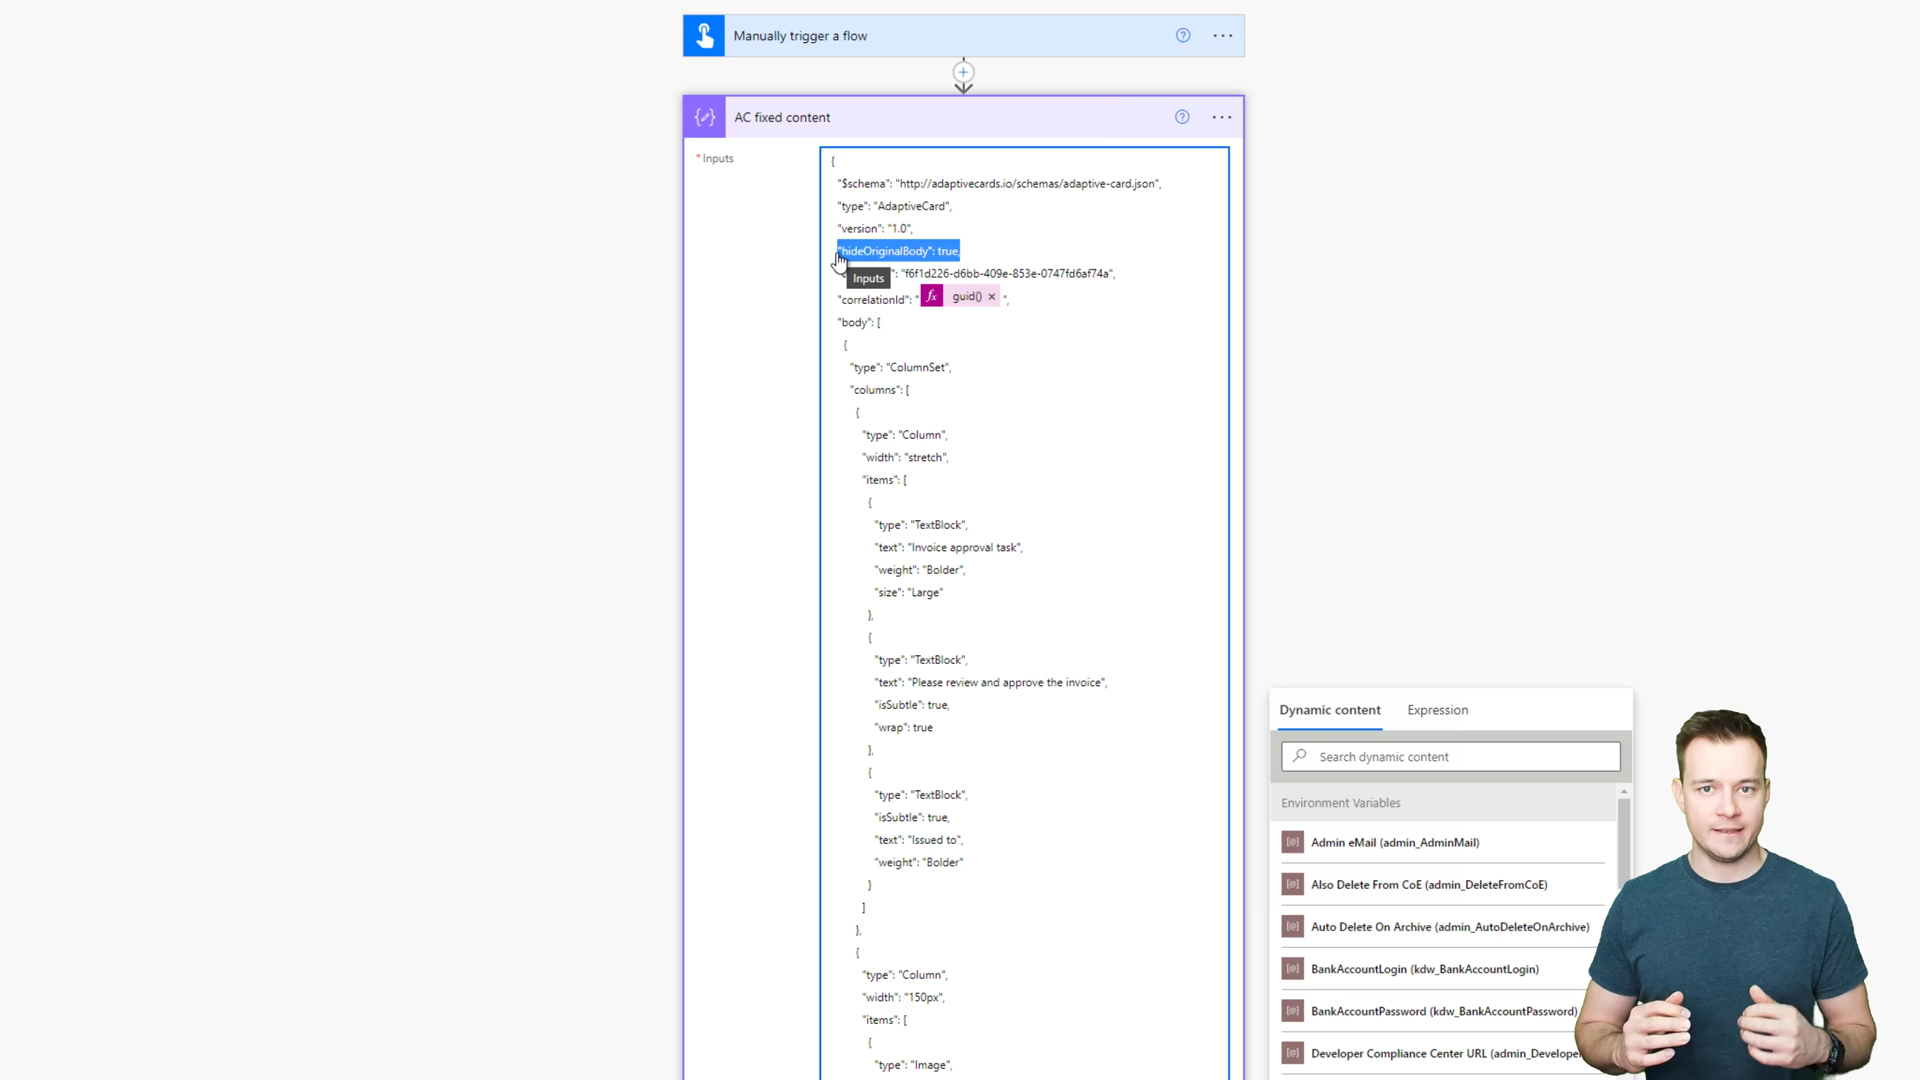 Manually trigger a flow
AC fixed content
* Inputs
{
"$schema": "http://adaptivecards.io/schemas/adaptive-card.json",
"type": "AdaptiveCard",
"version": "1.0",
"hideOriginalBody": true,
": "f6f1d226-d6bb-409e-853e-0747fd6af74a",
Inputs
"correlationId": " fx guid() × ",
"body": [
{
"type": "ColumnSet",
"columns": [
{
"type": "Column",
"width": "stretch",
"items": [
{
"type": "TextBlock",
"text": "Invoice approval task",
"weight": "Bolder",
"size": "Large"
},
{
"type": "TextBlock",
"text": "Please review and approve the invoice",
"isSubtle": true,
"wrap": true
},
{
"type": "TextBlock",
"isSubtle": true,
"text": "Issued to",
"weight": "Bolder"
}
]
},
{
"type": "Column",
"width": "150px",
"items": [
{
"type": "Image",
Dynamic content Expression
Search dynamic content
Environment Variables
Admin eMail (admin_AdminMail)
Also Delete From CoE (admin_DeleteFromCoE)
Auto Delete On Archive (admin_AutoDeleteOnArchive)
BankAccountLogin (kdw_BankAccountLogin)
BankAccountPassword (kdw_BankAccountPassword)
Developer Compliance Center URL (admin_Develope